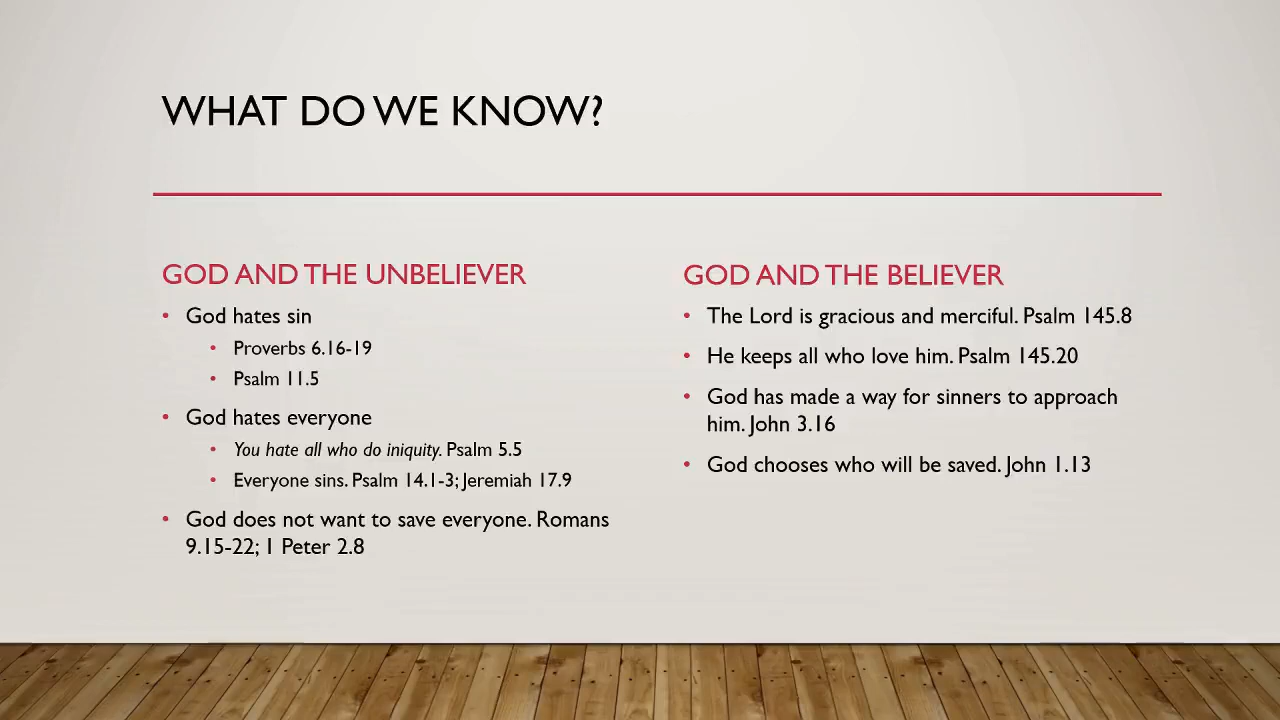 WHAT DO WE KNOW?
GOD AND THE UNBELIEVER
• God hates sin
• Proverbs 6.16-19
• Psalm 11.5
• God hates everyone
• You hate all who do iniquity. Psalm 5.5
• Everyone sins. Psalm 14.1-3; Jeremiah 17.9
• God does not want to save everyone. Romans
9.15-22; 1 Peter 2.8
GOD AND THE BELIEVER
• The Lord is gracious and merciful. Psalm 145.8
• He keeps all who love him. Psalm 145.20
• God has made a way for sinners to approach
him. John 3.16
• God chooses who will be saved. John 1.13